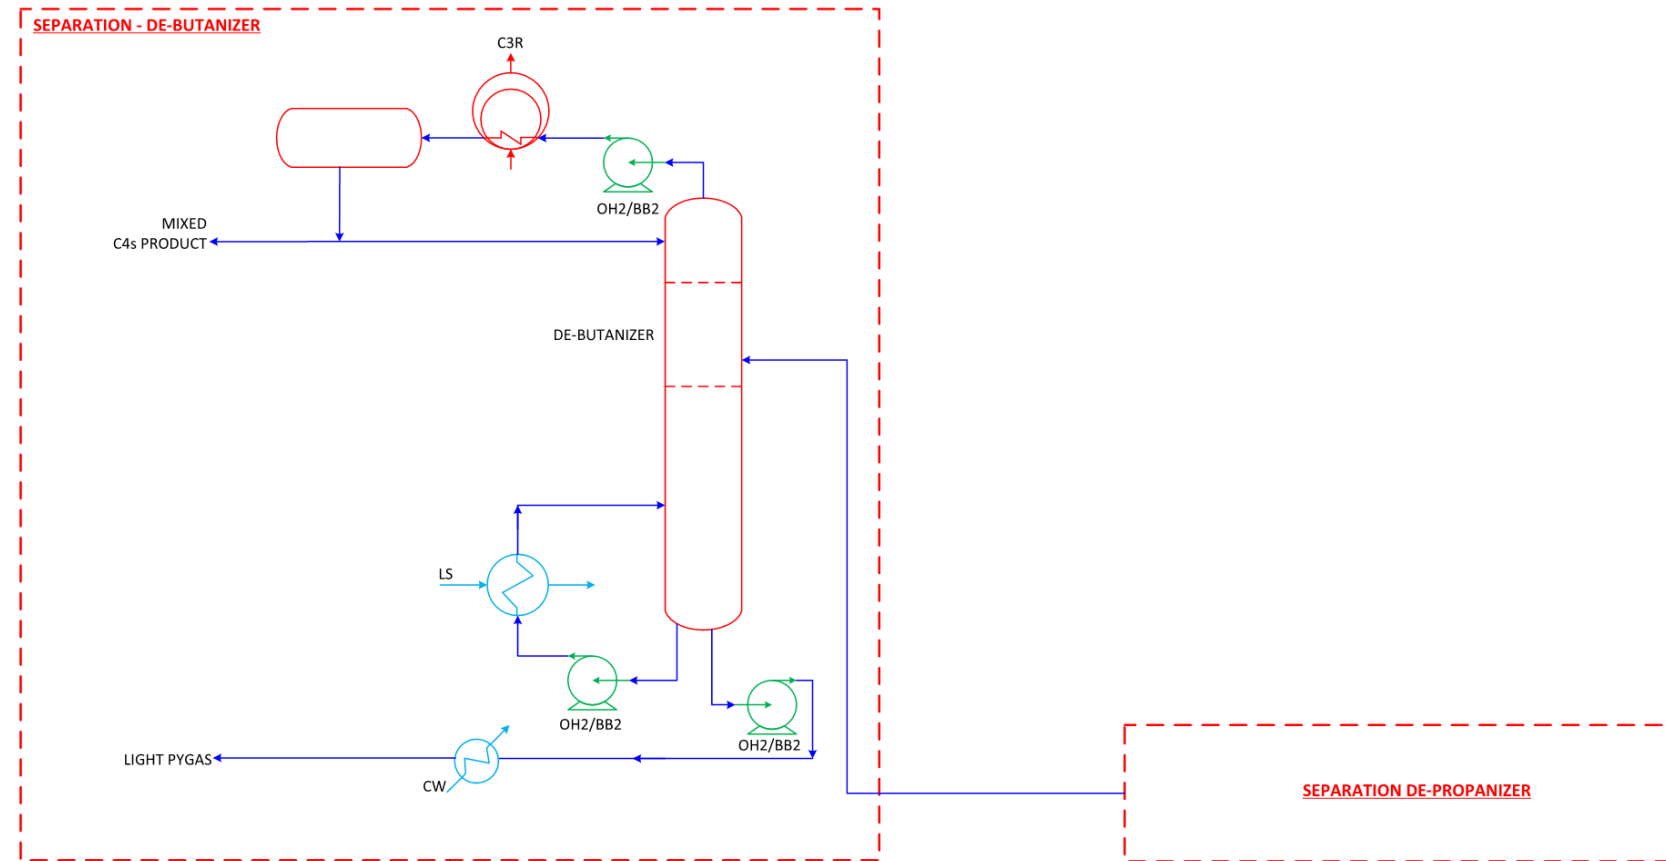 SEPARATION - DE-BUTANIZER
C3R
OH2/BB2
MIXED
C4s PRODUCT
DE-BUTANIZER
LS
OH2/BB2
OH2/BB2
LIGHT PYGAS
CW
SEPARATION DE-PROPANIZER